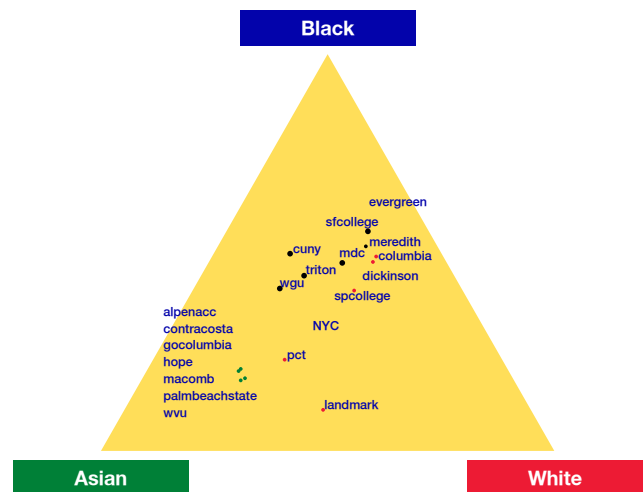 Black
evergreen
sfcollege
meredith
cuny
mdc
columbia
triton
dickinson
wgu
spcollege
alpenacc
NYC
contracosta
gocolumbia
pct
hope
macomb
palmbeachstate
landmark
wvu
Asian
White